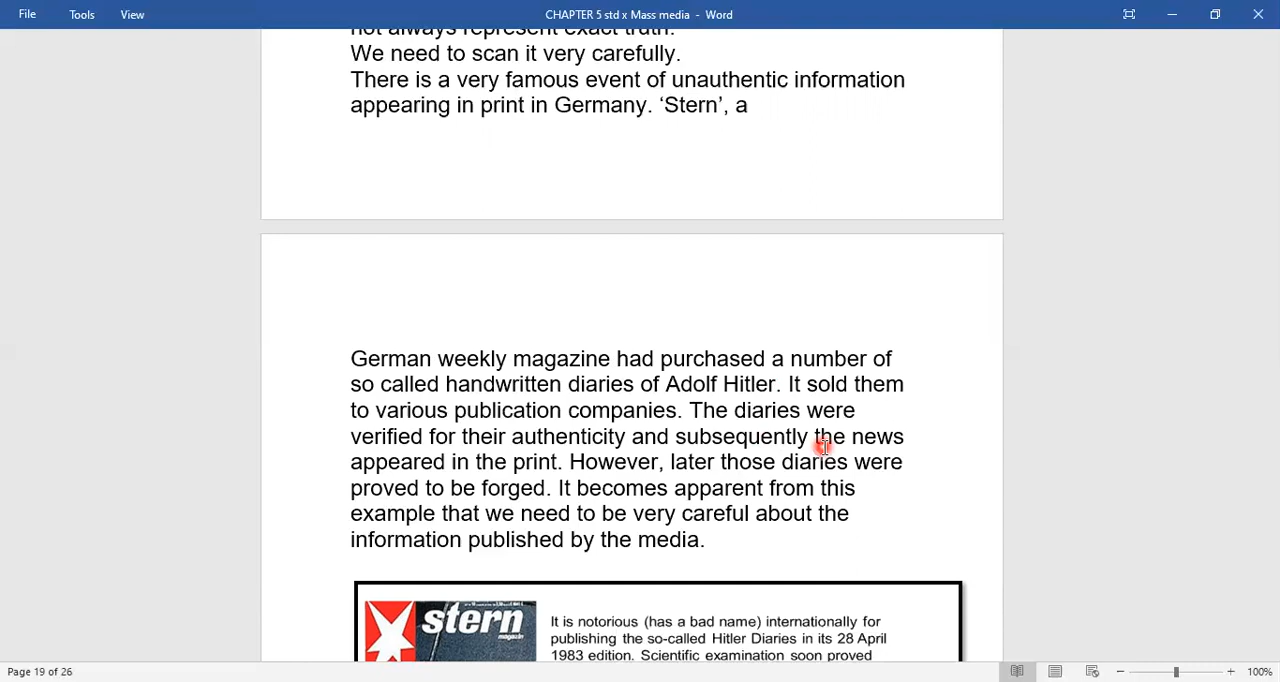 File Tools View CHAPTER 5 std x Mass media - Word
not always represent exact truth.
We need to scan it very carefully.
There is a very famous event of unauthentic information
appearing in print in Germany. ‘Stern’, a
German weekly magazine had purchased a number of
so called handwritten diaries of Adolf Hitler. It sold them
to various publication companies. The diaries were
verified for their authenticity and subsequently the news
appeared in the print. However, later those diaries were
proved to be forged. It becomes apparent from this
example that we need to be very careful about the
information published by the media.
stern
magazin
It is notorious (has a bad name) internationally for
publishing the so-called Hitler Diaries in its 28 April
1983 edition. Scientific examination soon proved
Page 19 of 26 100%